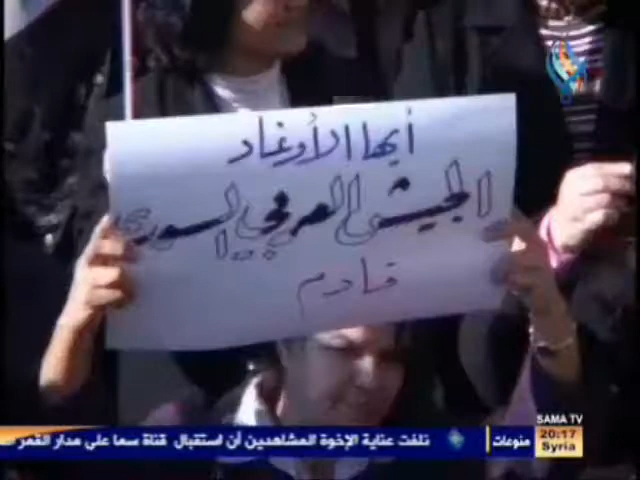 أيها الأوغاد
الجيش العربي السوري
قادم
SAMA TV
20:17
Syria
منوعات
نلفت عناية الإخوة المشاهدين أن استقبال قناة سما على مدار القمر